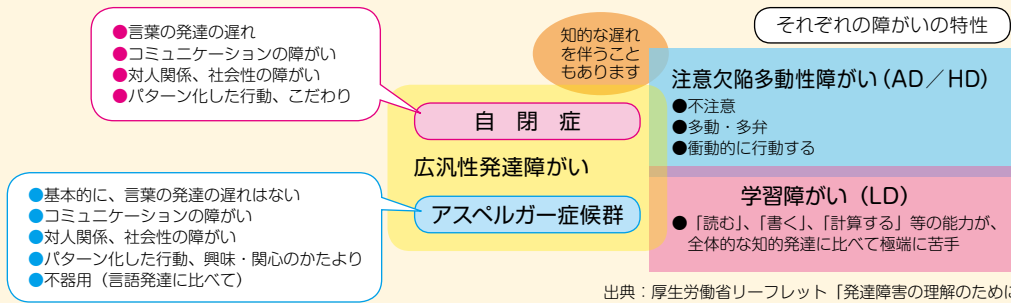 それぞれの障がいの特性
●言葉の発達の遅れ
●コミュニケーションの障がい
●対人関係、社会性の障がい
●パターン化した行動、こだわり
知的な遅れ
を伴うこと
もあります
自閉症
広汎性発達障がい
アスペルガー症候群
●基本的に、言葉の発達の遅れはない
●コミュニケーションの障がい
●対人関係、社会性の障がい
●パターン化した行動、興味・関心のかたより
●不器用（言語発達に比べて）
注意欠陥多動性障がい（AD／HD）
●不注意
●多動・多弁
●衝動的に行動する
学習障がい（LD）
●「読む」、「書く」、「計算する」等の能力が、
全体的な知的発達に比べて極端に苦手
出典：厚生労働省リーフレット「発達障害の理解のために